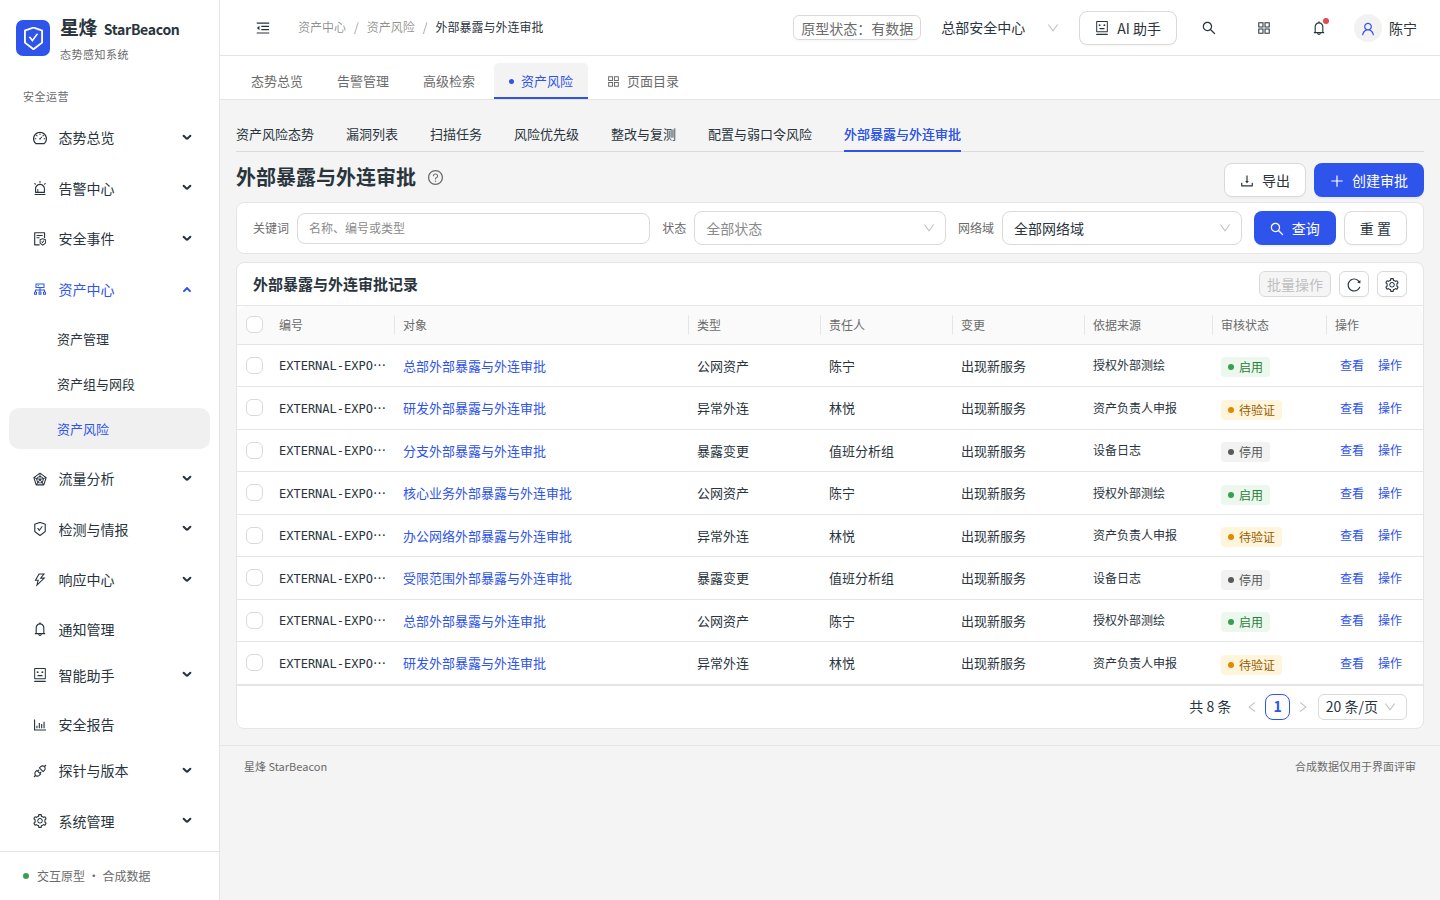 星烽 StarBeacon
态势感知系统
安全运营
态势总览
告警中心
安全事件
资产中心
资产管理
资产组与网段
资产风险
流量分析
检测与情报
响应中心
通知管理
智能助手
安全报告
探针与版本
系统管理
交互原型 · 合成数据
资产中心 / 资产风险 / 外部暴露与外连审批
原型状态：有数据 总部安全中心 AI 助手 陈宁
态势总览 告警管理 高级检索 资产风险 页面目录
资产风险态势 漏洞列表 扫描任务 风险优先级 整改与复测 配置与弱口令风险 外部暴露与外连审批
外部暴露与外连审批 导出 创建审批
关键词 名称、编号或类型 状态 全部状态 网络域 全部网络域 查询 重 置
外部暴露与外连审批记录 批量操作
编号 对象 类型 责任人 变更 依据来源 审核状态 操作
EXTERNAL-EXPO··· 总部外部暴露与外连审批 公网资产 陈宁 出现新服务 授权外部测绘 启用 查看 操作
EXTERNAL-EXPO··· 研发外部暴露与外连审批 异常外连 林悦 出现新服务 资产负责人申报 待验证 查看 操作
EXTERNAL-EXPO··· 分支外部暴露与外连审批 暴露变更 值班分析组 出现新服务 设备日志 停用 查看 操作
EXTERNAL-EXPO··· 核心业务外部暴露与外连审批 公网资产 陈宁 出现新服务 授权外部测绘 启用 查看 操作
EXTERNAL-EXPO··· 办公网络外部暴露与外连审批 异常外连 林悦 出现新服务 资产负责人申报 待验证 查看 操作
EXTERNAL-EXPO··· 受限范围外部暴露与外连审批 暴露变更 值班分析组 出现新服务 设备日志 停用 查看 操作
EXTERNAL-EXPO··· 总部外部暴露与外连审批 公网资产 陈宁 出现新服务 授权外部测绘 启用 查看 操作
EXTERNAL-EXPO··· 研发外部暴露与外连审批 异常外连 林悦 出现新服务 资产负责人申报 待验证 查看 操作
共 8 条 1 20 条/页
星烽 StarBeacon 合成数据仅用于界面评审